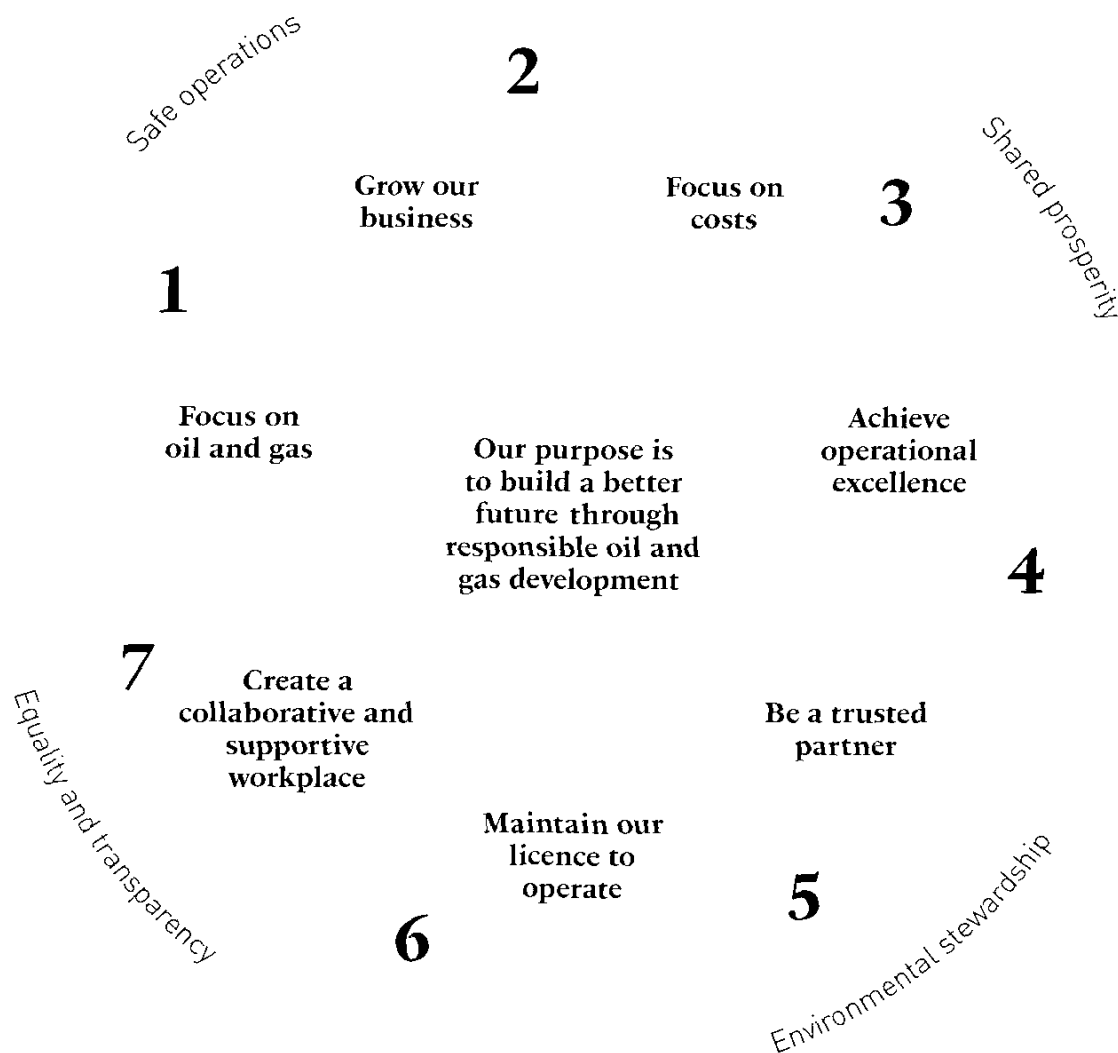 Safe operations
2
Shared prosperity
Grow our
business
Focus on
costs
3
1
Focus on
oil and gas
Our purpose is
to build a better
future through
responsible oil and
gas development
Achieve
operational
excellence
4
7
Create a
collaborative and
supportive
workplace
Be a trusted
partner
Equality and transparency
Maintain our
licence to
operate
5
6
Environmental stewardship